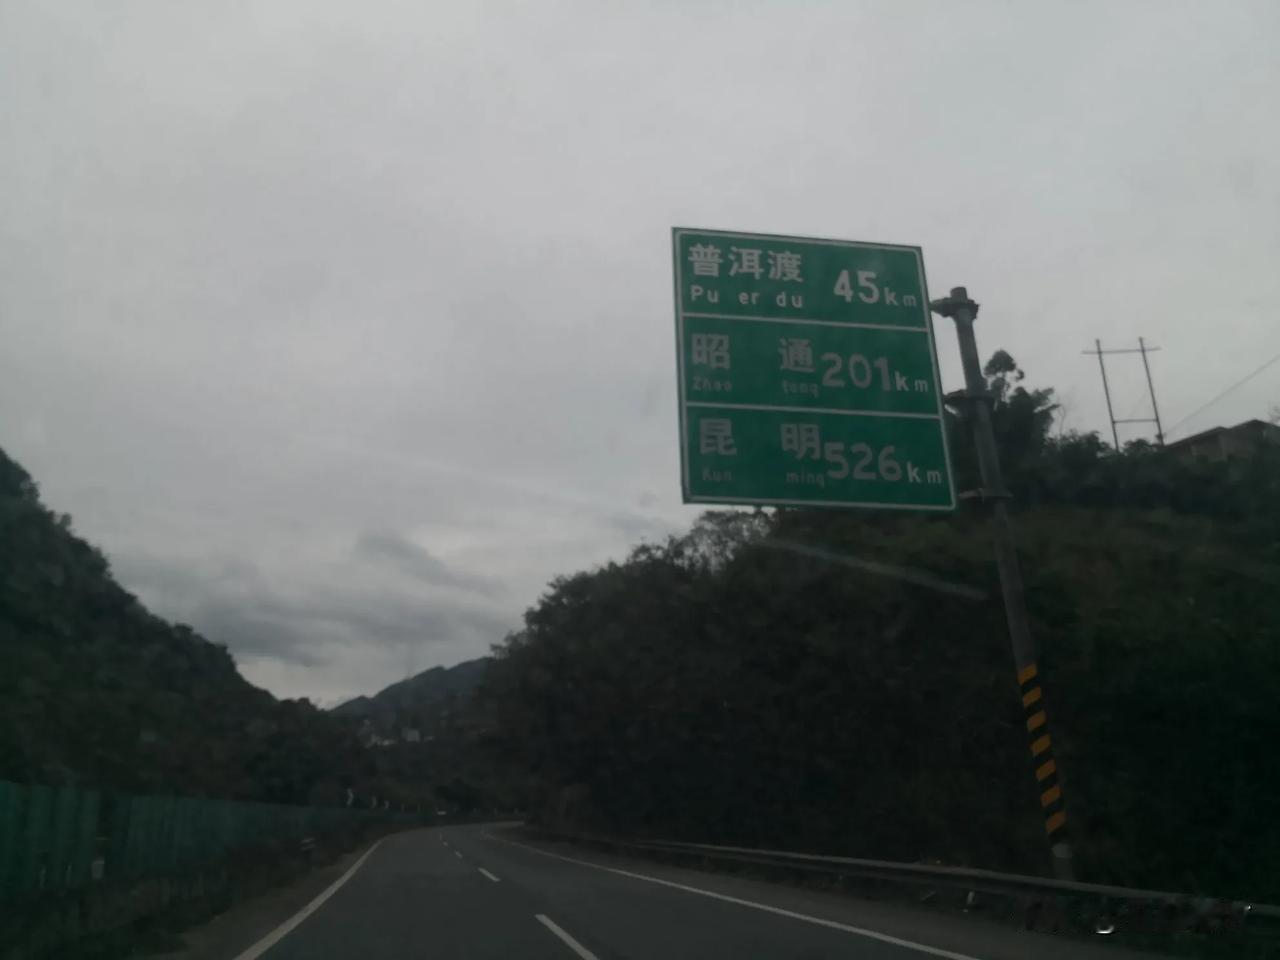 普洱渡 45km
Pu er du
昭 通 201km
Zhao tong
昆 明 526km
Kun ming